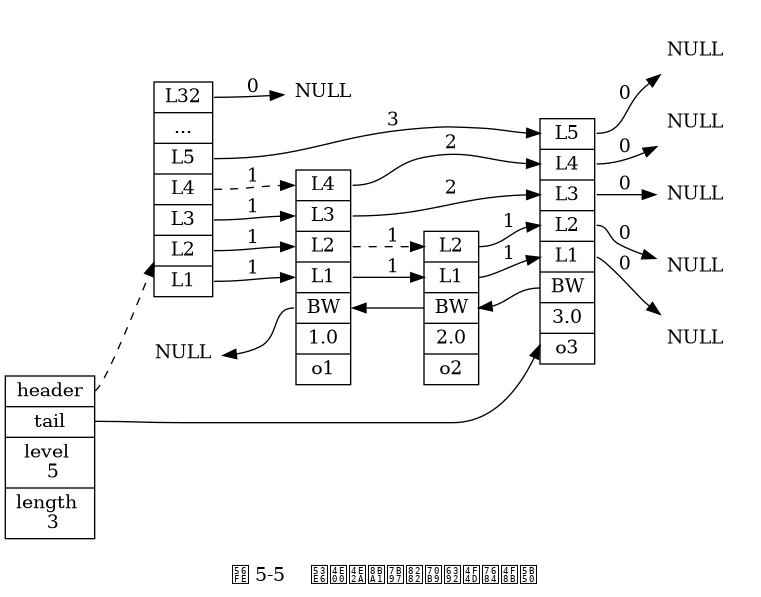 NULL
L32
0
NULL
...
L5
3
L4
1
L3
1
L2
1
L1
1
L4
2
L3
2
L2
1
L1
1
BW
1.0
o1
NULL
L2
1
L1
1
BW
2.0
o2
L5
0
L4
0
NULL
L3
0
NULL
L2
0
NULL
L1
0
NULL
BW
3.0
o3
header
tail
level
5
length
3
5-5